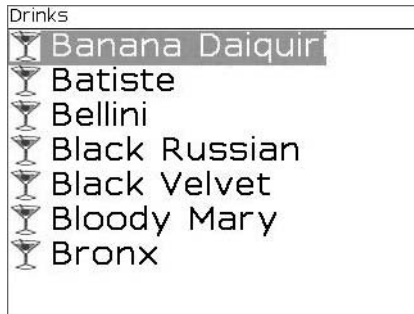 Drinks
Banana Daiquiri
Batiste
Bellini
Black Russian
Black Velvet
Bloody Mary
Bronx